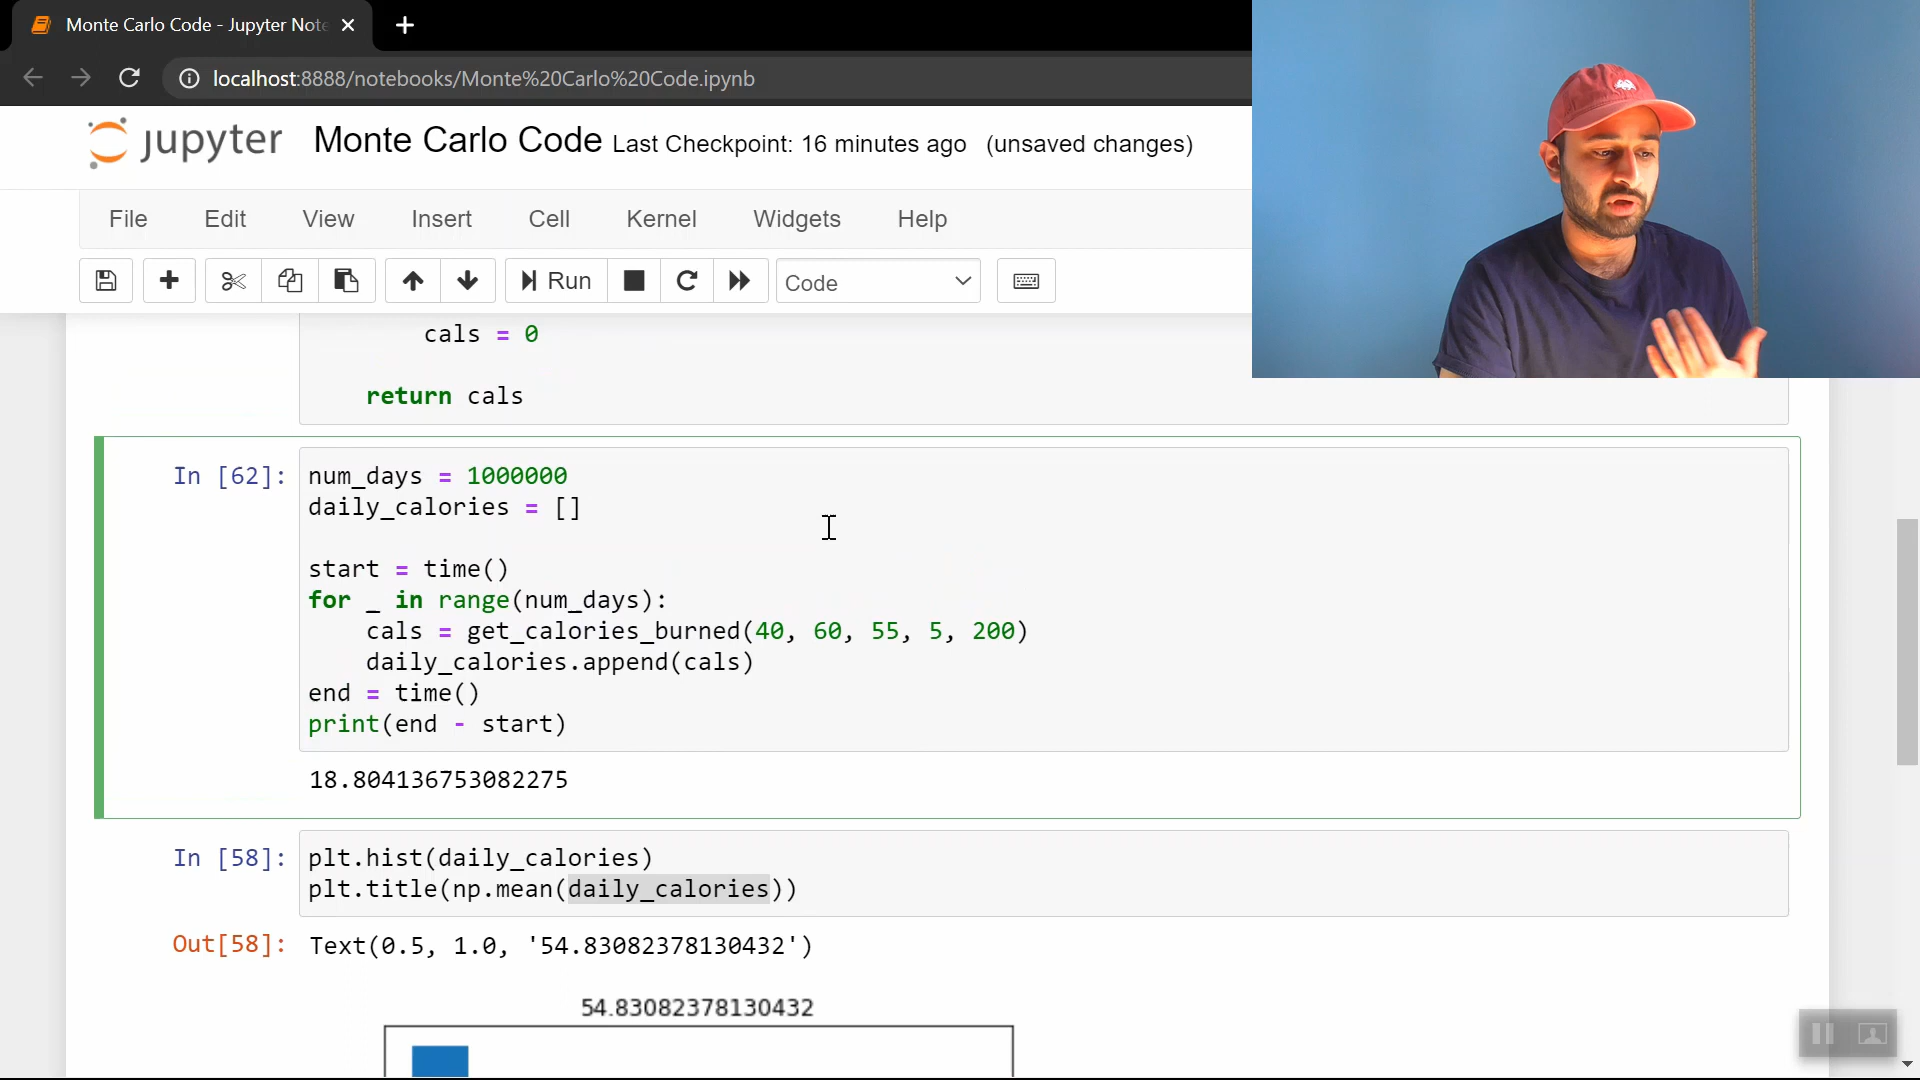 Monte Carlo Code - Jupyter Note
localhost:8888/notebooks/Monte%20Carlo%20Code.ipynb
jupyter Monte Carlo Code Last Checkpoint: 16 minutes ago (unsaved changes)
File Edit View Insert Cell Kernel Widgets Help
Run Code
cals = 0
return cals
In [62]: num_days = 1000000
daily_calories = []
start = time()
for _ in range(num_days):
cals = get_calories_burned(40, 60, 55, 5, 200)
daily_calories.append(cals)
end = time()
print(end - start)
18.804136753082275
In [58]: plt.hist(daily_calories)
plt.title(np.mean(daily_calories))
Out[58]: Text(0.5, 1.0, '54.83082378130432')
54.83082378130432